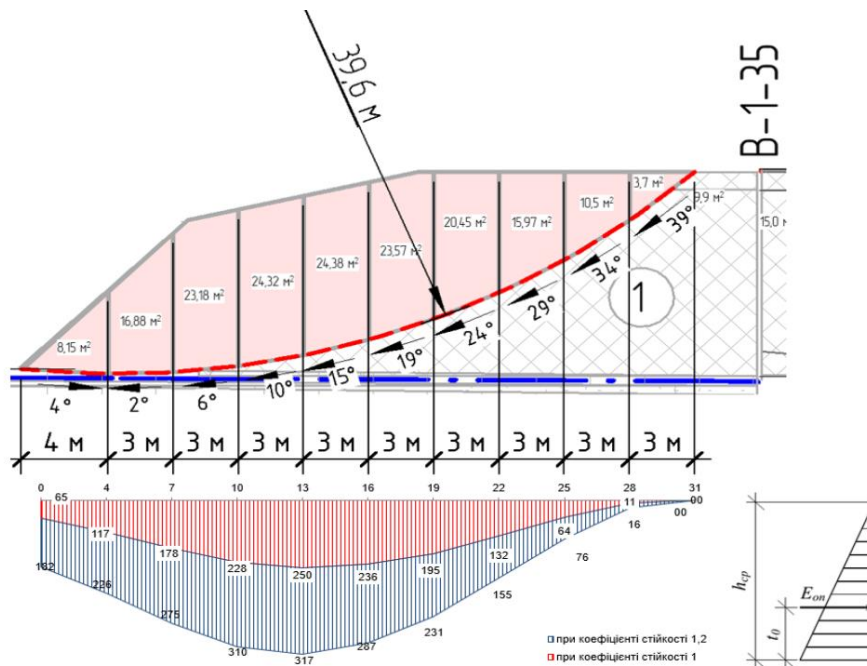 39,6 м
В-1-35
3,7 м²
9,9 м²
10,5 м²
15,0 м
20,45 м²
15,97 м²
23,57 м²
24,38 м²
24,32 м²
23,18 м²
16,88 м²
8,15 м²
39°
34°
29°
24°
19°
15°
10°
6°
2°
4°
1
4 м 3 м 3 м 3 м 3 м 3 м 3 м 3 м 3 м 3 м
0 4 7 10 13 16 19 22 25 28 31
65 117 178 228 250 236 195 132 64 11 00
182 226 275 310 317 287 231 155 76 16 00
при коефіцієнті стійкості 1,2
при коефіцієнті стійкості 1
hср
Eоп
t0